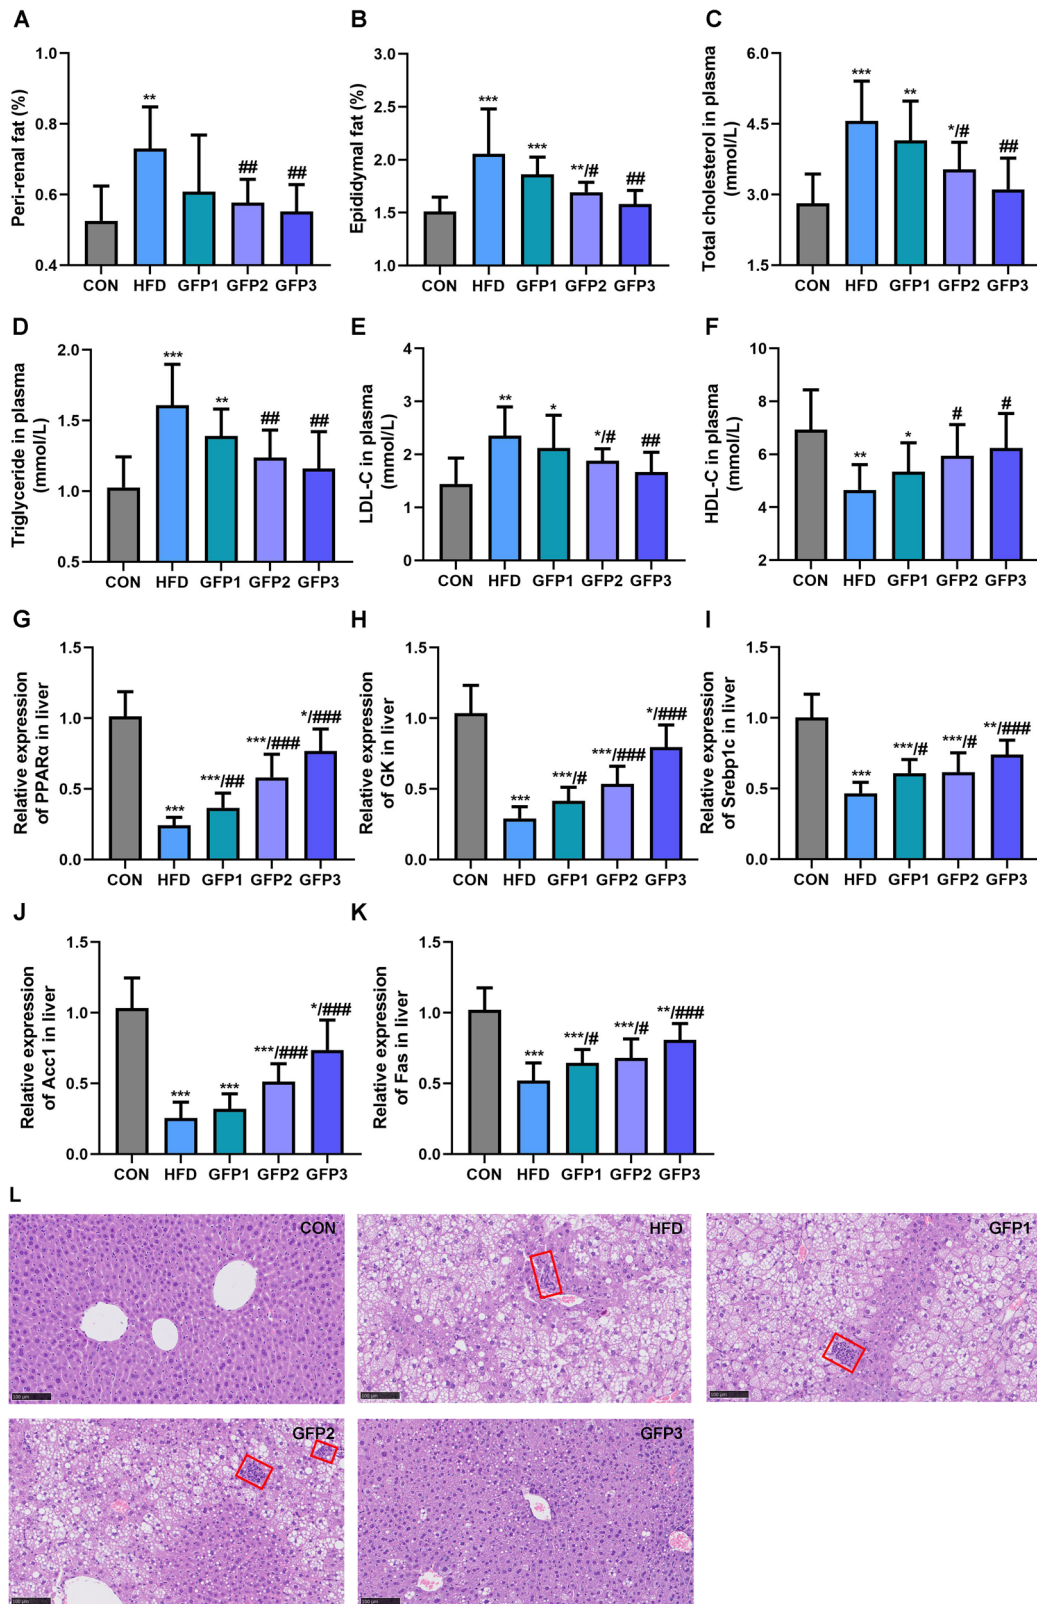 A
Peri-renal fat (%)
1.0
0.8
0.6
0.4
**
##
##
CON HFD GFP1 GFP2 GFP3
B
Epididymal fat (%)
3.0
2.5
2.0
1.5
1.0
***
***
**/#
##
CON HFD GFP1 GFP2 GFP3
C
Total cholesterol in plasma
(mmol/L)
6.0
4.5
3.0
1.5
***
**
*/#
##
CON HFD GFP1 GFP2 GFP3
D
Triglyceride in plasma
(mmol/L)
2.0
1.5
1.0
0.5
***
**
##
##
CON HFD GFP1 GFP2 GFP3
E
LDL-C in plasma
(mmol/L)
4
3
2
1
0
**
*
*/#
##
CON HFD GFP1 GFP2 GFP3
F
HDL-C in plasma
(mmol/L)
10
8
6
4
2
**
*
#
#
CON HFD GFP1 GFP2 GFP3
G
Relative expression
of PPARα in liver
1.5
1.0
0.5
0.0
***
***/##
***/###
*/###
CON HFD GFP1 GFP2 GFP3
H
Relative expression
of GK in liver
1.5
1.0
0.5
0.0
***
***/#
***/###
*/###
CON HFD GFP1 GFP2 GFP3
I
Relative expression
of Srebp1c in liver
1.5
1.0
0.5
0.0
***
***/#
***/#
**/###
CON HFD GFP1 GFP2 GFP3
J
Relative expression
of Acc1 in liver
1.5
1.0
0.5
0.0
***
***
***/###
*/###
CON HFD GFP1 GFP2 GFP3
K
Relative expression
of Fas in liver
1.5
1.0
0.5
0.0
***
***/#
***/#
**/###
CON HFD GFP1 GFP2 GFP3
L
CON
100 μm
HFD
100 μm
GFP1
100 μm
GFP2
100 μm
GFP3
100 μm